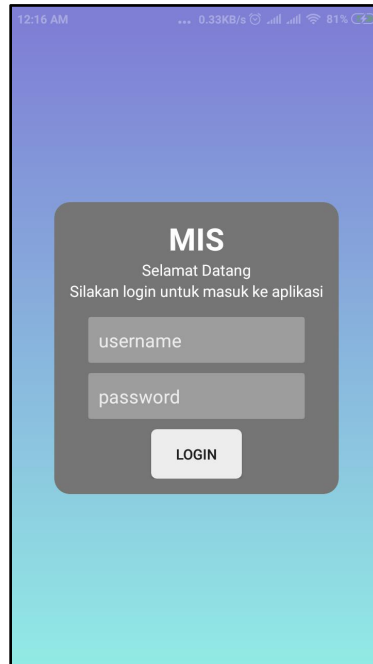 12:16 AM ... 0.33KB/s 81%
MIS
Selamat Datang
Silakan login untuk masuk ke aplikasi
username
password
LOGIN